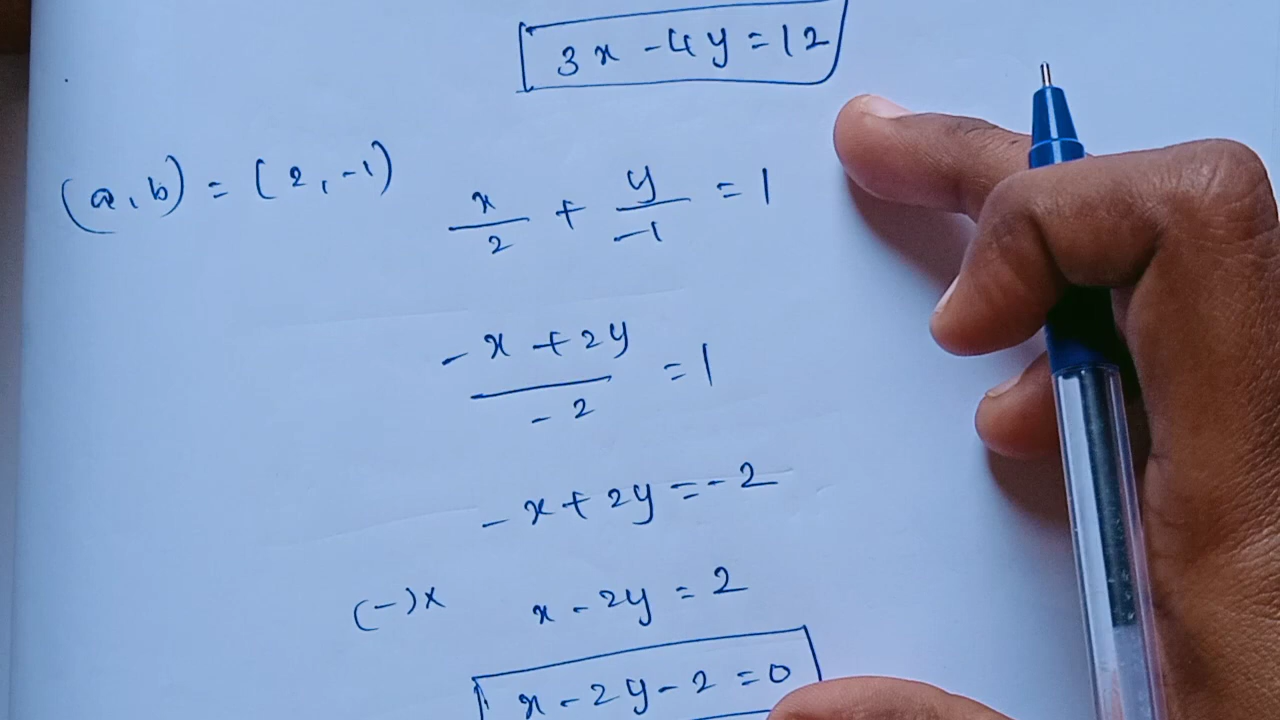 3x - 4y = 12
(a, b) = (2, -1)
x/2 + y/-1 = 1
-x + 2y / -2 = 1
-x + 2y = -2
(-)x x - 2y = 2
x - 2y - 2 = 0